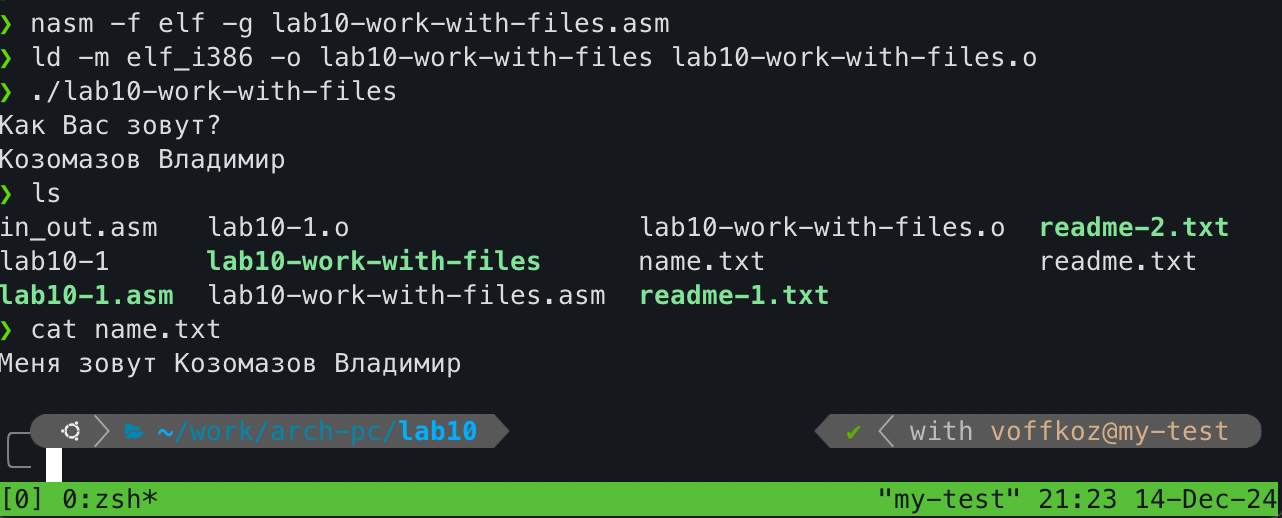 ❯ nasm -f elf -g lab10-work-with-files.asm
❯ ld -m elf_i386 -o lab10-work-with-files lab10-work-with-files.o
❯ ./lab10-work-with-files
Как Вас зовут?
Козомазов Владимир
❯ ls
in_out.asm   lab10-1.o                  lab10-work-with-files.o  readme-2.txt
lab10-1      lab10-work-with-files      name.txt                 readme.txt
lab10-1.asm  lab10-work-with-files.asm  readme-1.txt
❯ cat name.txt
Меня зовут Козомазов Владимир
~/work/arch-pc/lab10 ✔ with voffkoz@my-test
[0] 0:zsh* "my-test" 21:23 14-Dec-24